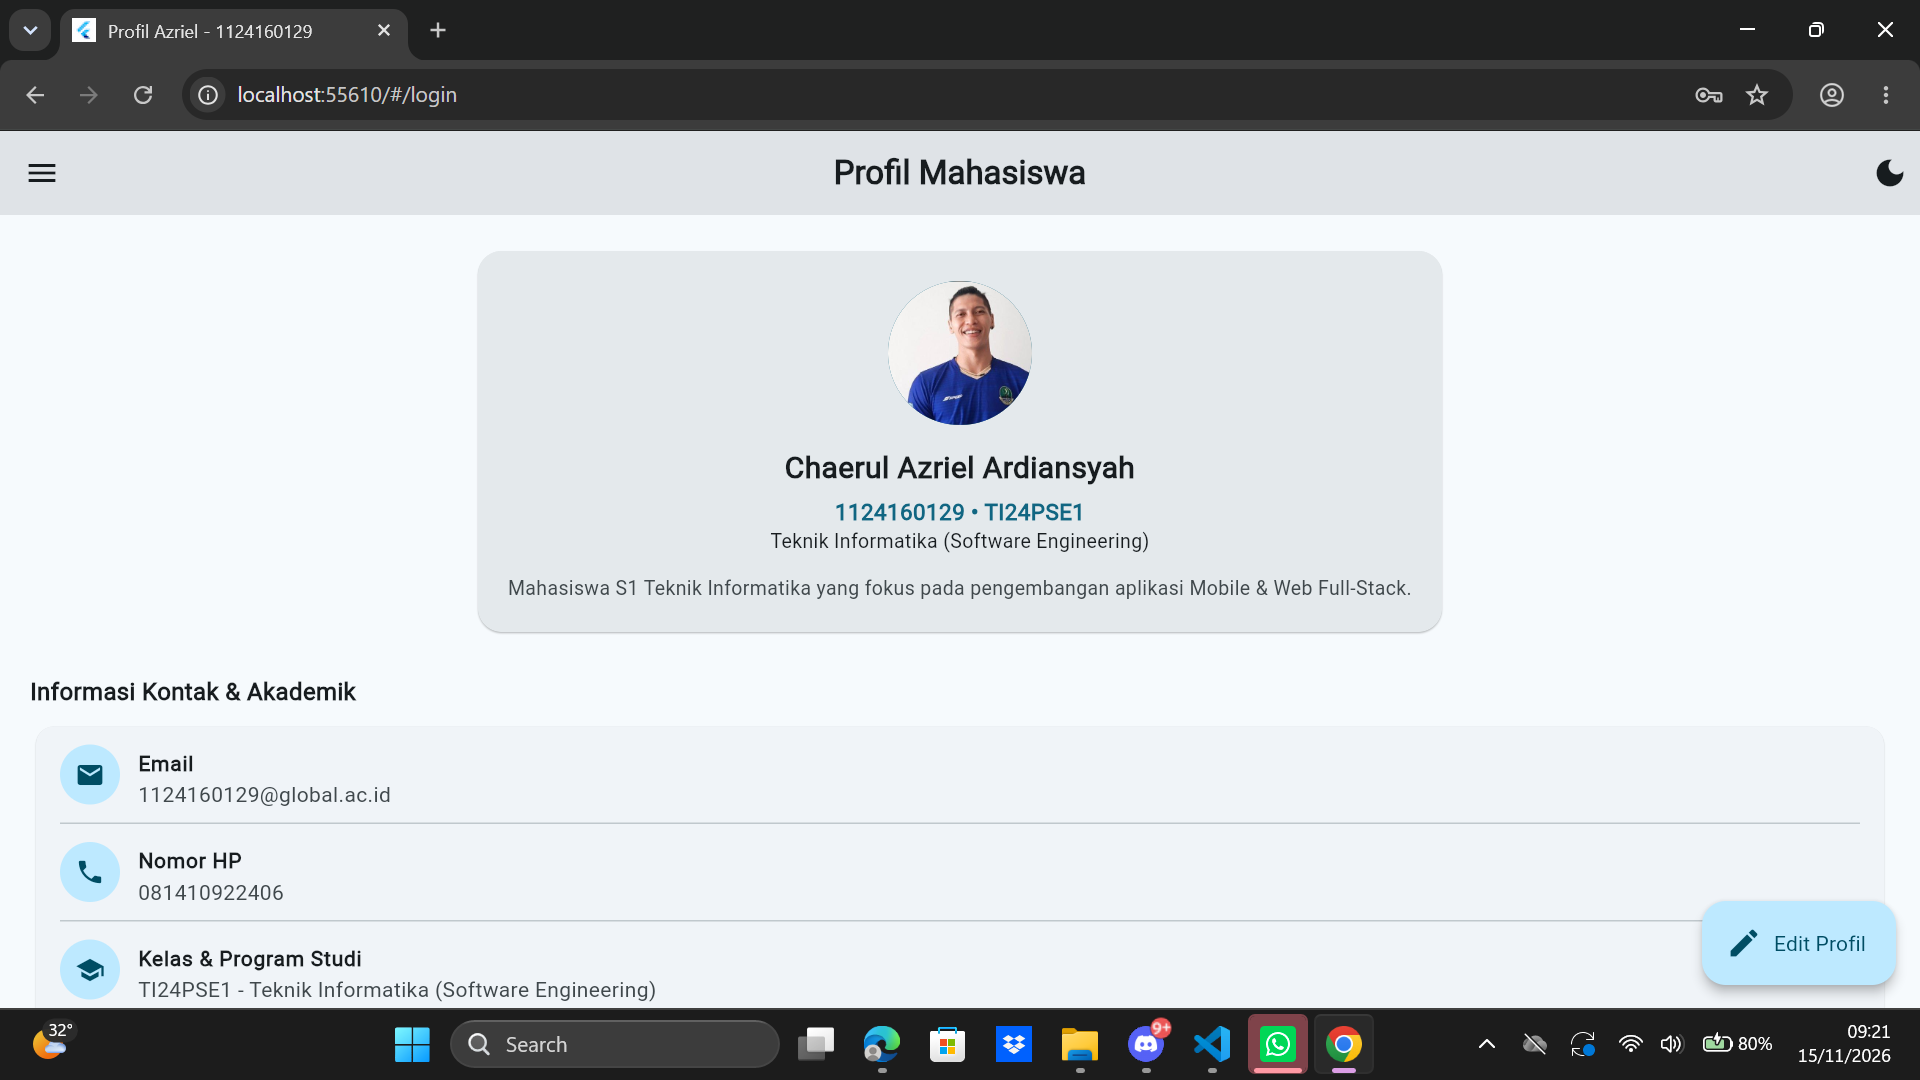 Profil Azriel - 1124160129
localhost:55610/#/login
Profil Mahasiswa
Chaerul Azriel Ardiansyah
1124160129 • TI24PSE1
Teknik Informatika (Software Engineering)
Mahasiswa S1 Teknik Informatika yang fokus pada pengembangan aplikasi Mobile & Web Full-Stack.
Informasi Kontak & Akademik
Email
1124160129@global.ac.id
Nomor HP
081410922406
Kelas & Program Studi
TI24PSE1 - Teknik Informatika (Software Engineering)
Edit Profil
32°
Search
9+
80%
09:21
15/11/2026